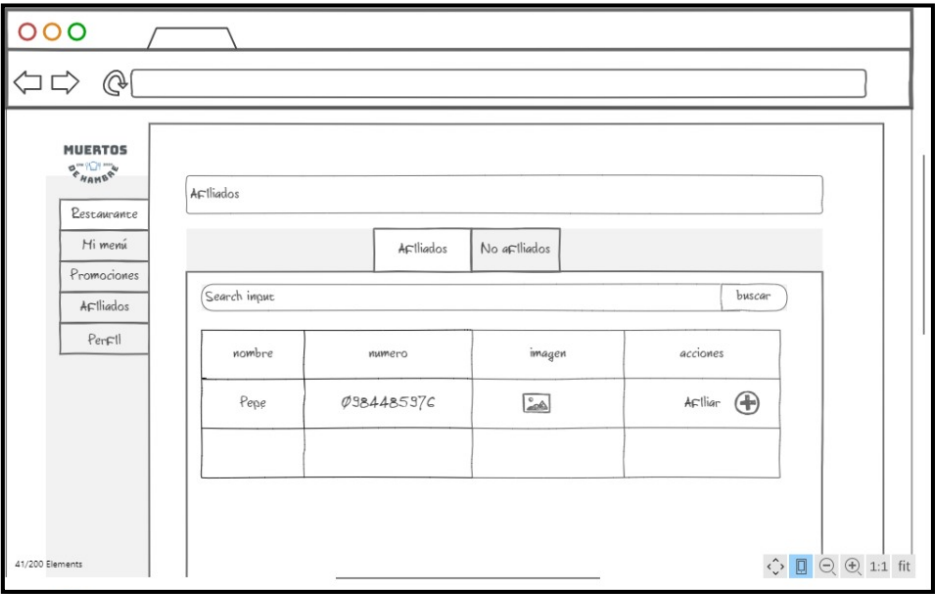 MUERTOS
DE HAMBRE
Restaurante
Mi menú
Promociones
Afiliados
Perfil
Afiliados
Afiliados
No afiliados
Search input
buscar
nombre
numero
imagen
acciones
Pepe
0984485976
Afiliar
41/200 Elements
1:1
fit